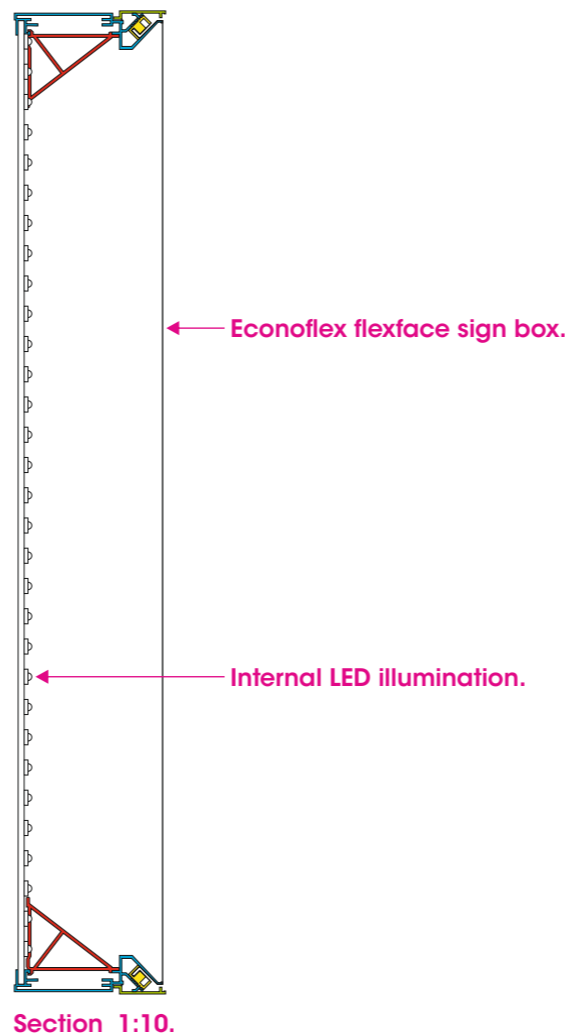 Econoflex flexface sign box.
Internal LED illumination.
Section 1:10.